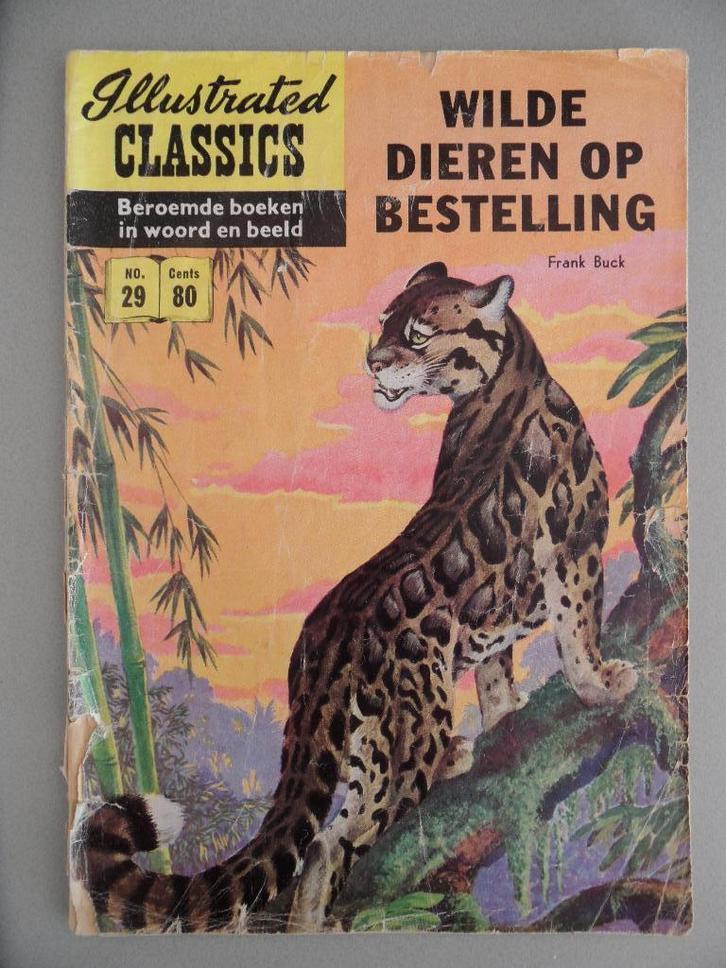 Illustrated
CLASSICS
Beroemde boeken
in woord en beeld
NO.
29
Cents
80
WILDE
DIEREN OP
BESTELLING
Frank Buck